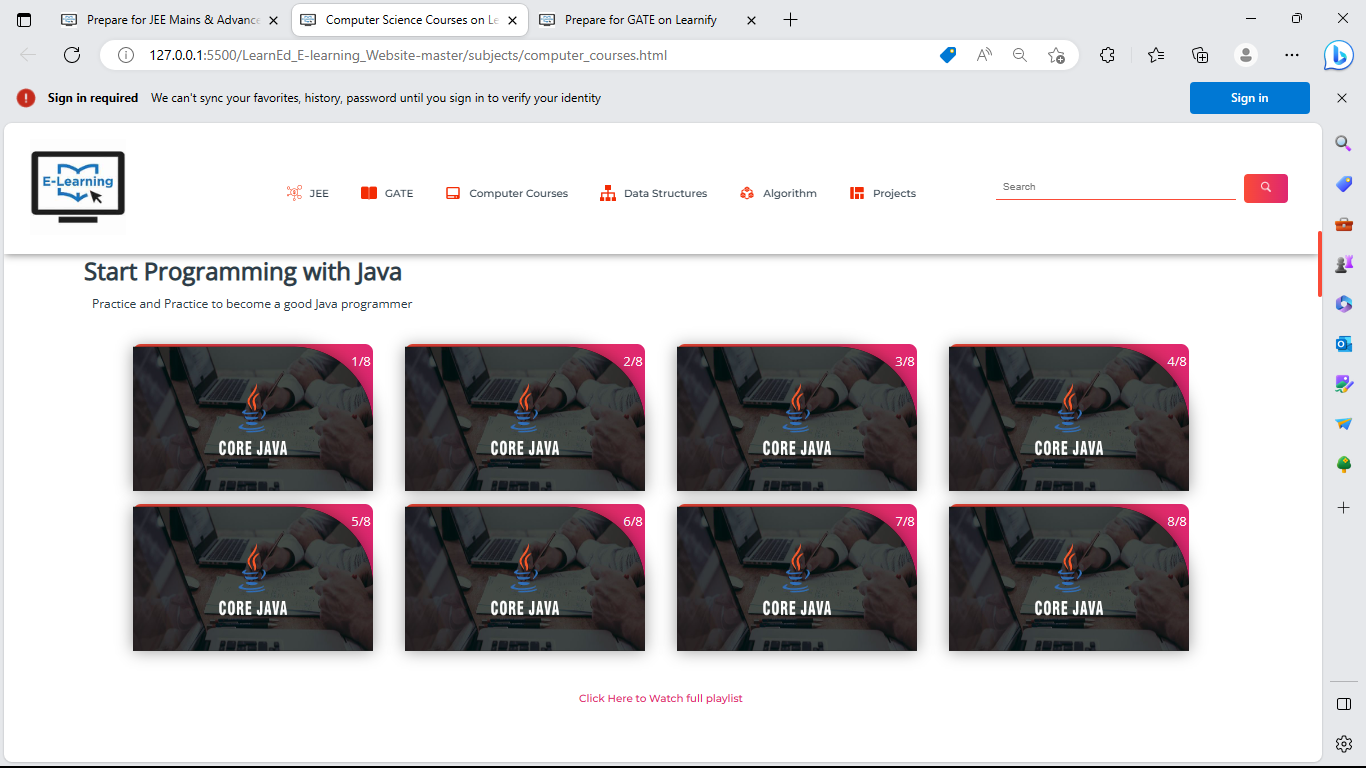 Prepare for JEE Mains & Advance
Computer Science Courses on Le
Prepare for GATE on Learnify
127.0.0.1:5500/LearnEd_E-learning_Website-master/subjects/computer_courses.html
Sign in required We can't sync your favorites, history, password until you sign in to verify your identity
Sign in
E-Learning
JEE
GATE
Computer Courses
Data Structures
Algorithm
Projects
Search
Start Programming with Java
Practice and Practice to become a good Java programmer
1/8
CORE JAVA
2/8
CORE JAVA
3/8
CORE JAVA
4/8
CORE JAVA
5/8
CORE JAVA
6/8
CORE JAVA
7/8
CORE JAVA
8/8
CORE JAVA
Click Here to Watch full playlist